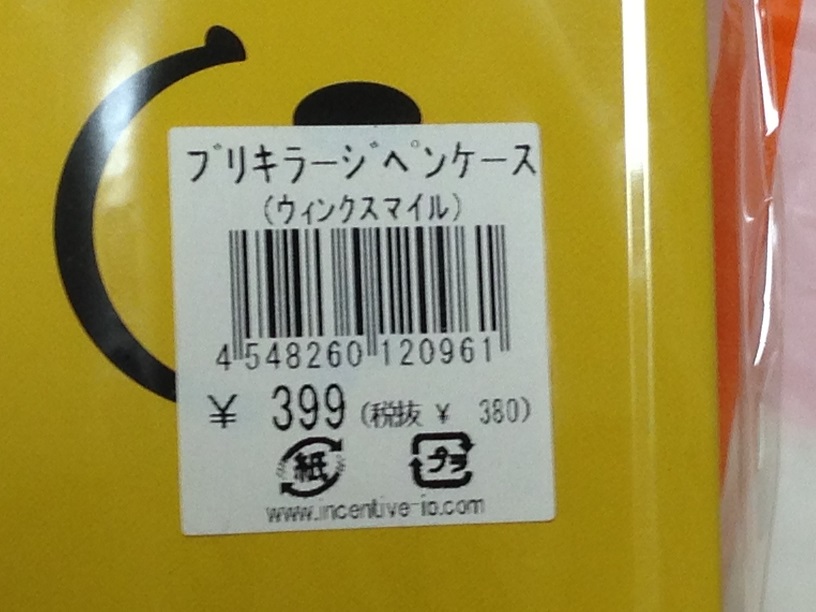 ブリキラージペンケース
(ウィンクスマイル)
4 548260 120961
¥ 399 (税抜 ¥ 380)
紙 プラ
www.incentive-ip.com